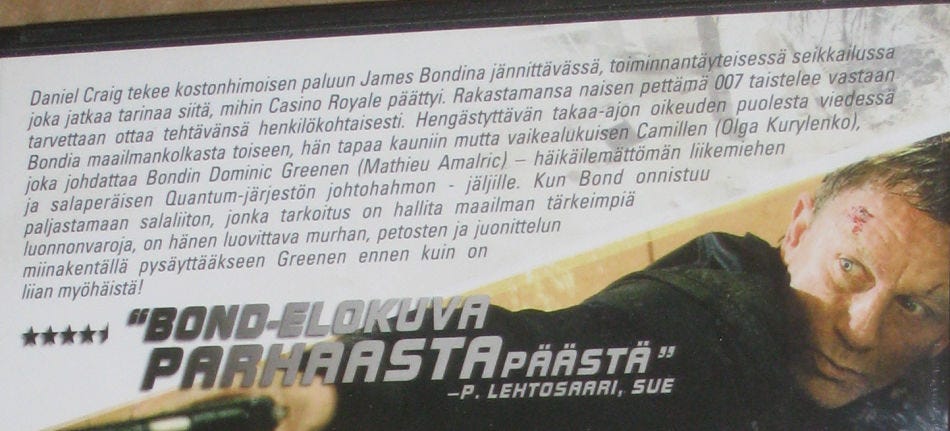 Daniel Craig tekee kostonhimoisen paluun James Bondina jännittävässä, toiminnantäyteisessä seikkailussa
joka jatkaa tarinaa siitä, mihin Casino Royale päättyi. Rakastamansa naisen pettämä 007 taistelee vastaan
tarvettaan ottaa tehtävänsä henkilökohtaisesti. Hengästyttävän takaa-ajon oikeuden puolesta viedessä
Bondia maailmankolkasta toiseen, hän tapaa kauniin mutta vaikealukuisen Camillen (Olga Kurylenko),
joka johdattaa Bondin Dominic Greenen (Mathieu Amalric) – häikäilemättömän liikemiehen
ja salaperäisen Quantum-järjestön johtohahmon - jäljille. Kun Bond onnistuu
paljastamaan salaliiton, jonka tarkoitus on hallita maailman tärkeimpiä
luonnonvaroja, on hänen luovittava murhan, petosten ja juonittelun
miinakentällä pysäyttääkseen Greenen ennen kuin on
liian myöhäistä!
"BOND-ELOKUVA
PARHAASTA PÄÄSTÄ"
–P. LEHTOSAARI, SUE